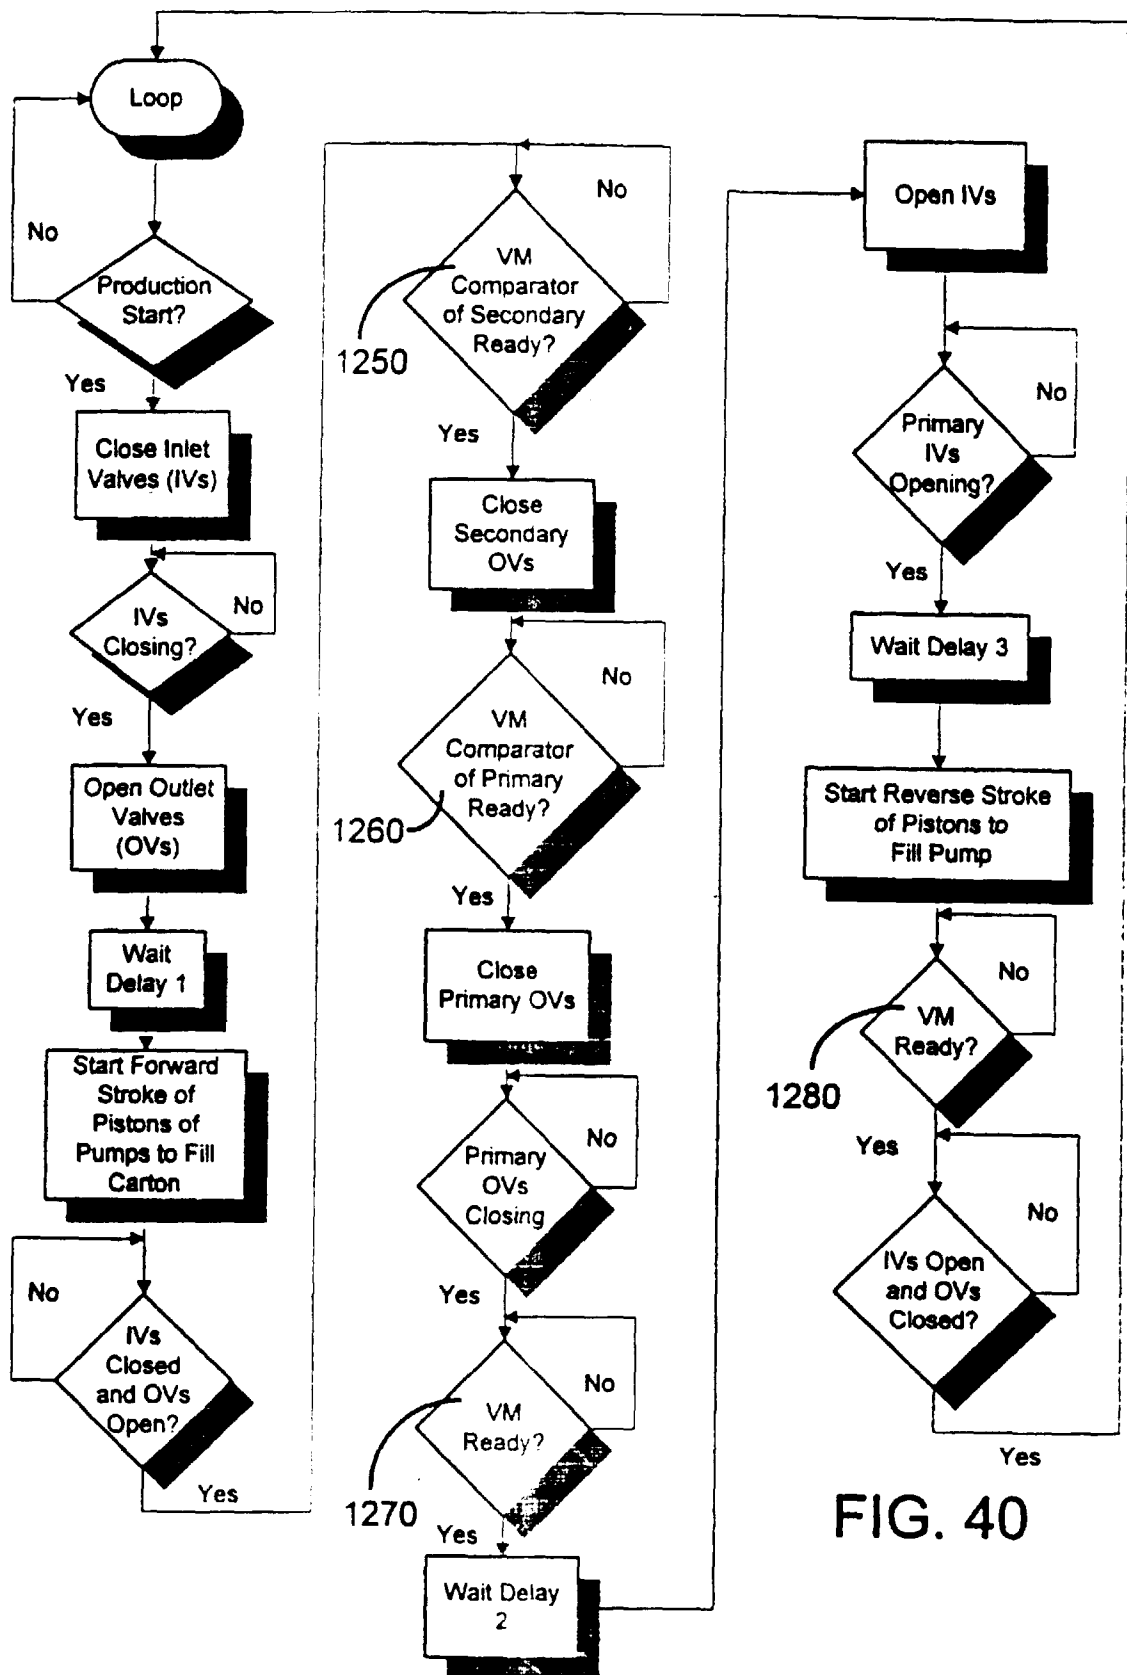 Loop
No
Production
Start?
Yes
Close Inlet
Valves (IVs)
No
IVs
Closing?
Yes
Open Outlet
Valves
(OVs)
Wait
Delay 1
Start Forward
Stroke of
Pistons of
Pumps to Fill
Carton
No
IVs
Closed
and OVs
Open?
Yes
No
VM
Comparator
of Secondary
Ready?
1250
Yes
Close
Secondary
OVs
No
VM
Comparator
of Primary
Ready?
1260
Yes
Close
Primary OVs
No
Primary
OVs
Closing
Yes
No
VM
Ready?
1270
Yes
Wait Delay
2
Open IVs
No
Primary
IVs
Opening?
Yes
Wait Delay 3
Start Reverse Stroke
of Pistons to
Fill Pump
No
VM
Ready?
1280
Yes
No
IVs Open
and OVs
Closed?
Yes
FIG. 40